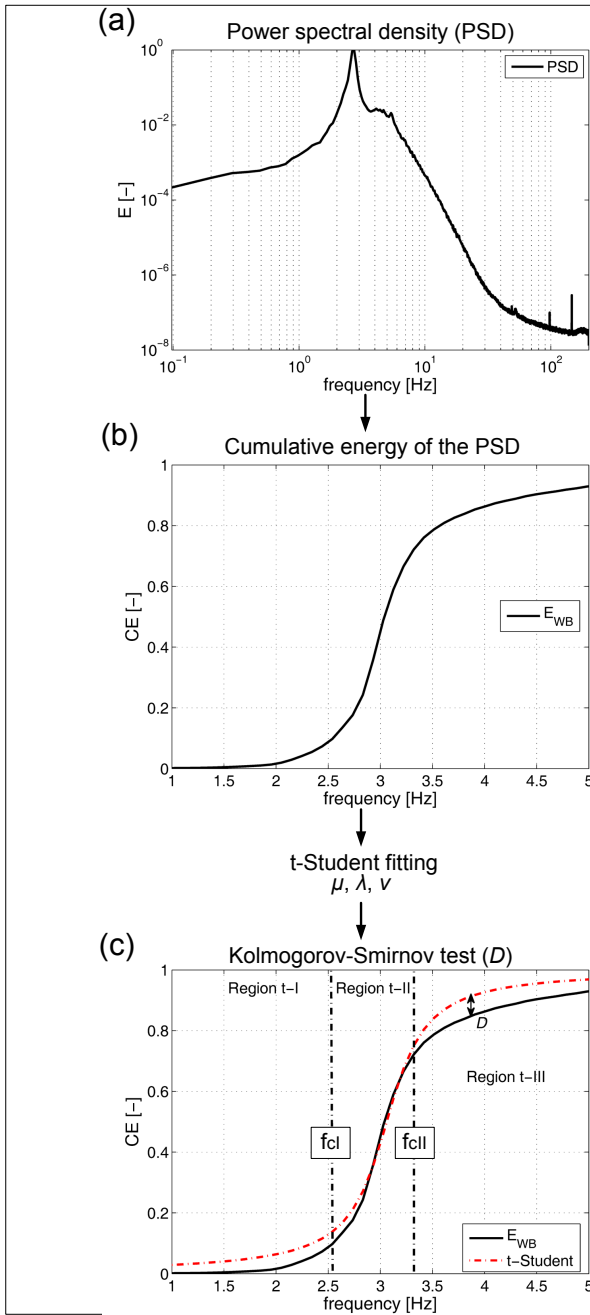 (a)
Power spectral density (PSD)
10^0
10^-2
10^-4
10^-6
10^-8
E [−]
PSD
10^-1
10^0
10^1
10^2
frequency [Hz]
(b)
Cumulative energy of the PSD
1
0.8
0.6
0.4
0.2
0
CE [−]
E_WB
1
1.5
2
2.5
3
3.5
4
4.5
5
frequency [Hz]
t-Student fitting
μ, λ, ν
(c)
Kolmogorov-Smirnov test (D)
1
0.8
0.6
0.4
0.2
0
CE [−]
Region t−I
Region t−II
D
Region t−III
fcI
fcII
E_WB
t−Student
1
1.5
2
2.5
3
3.5
4
4.5
5
frequency [Hz]